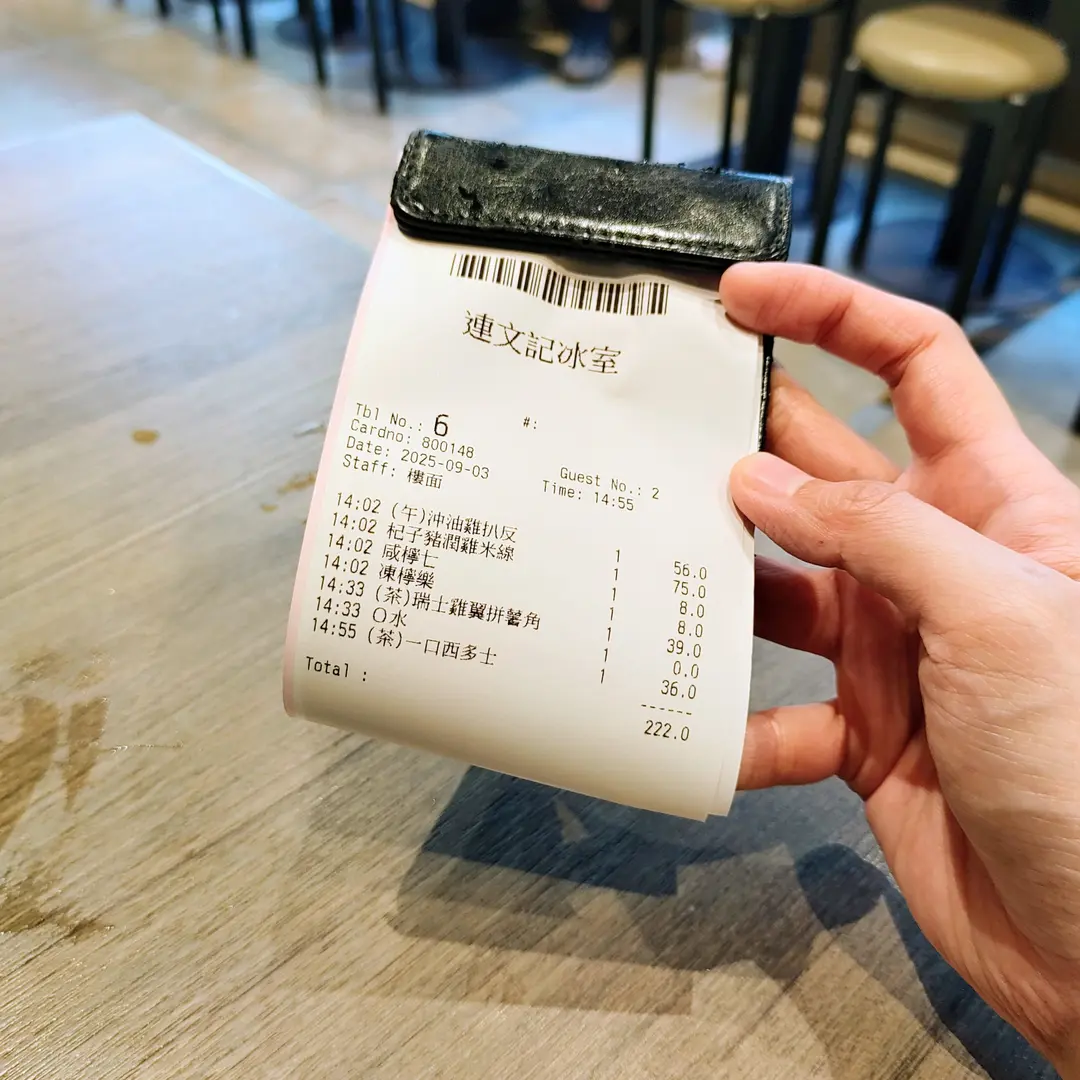 連文記冰室
Tbl No.: 6 #:
Cardno: 800148
Date: 2025-09-03 Guest No.: 2
Staff: 樓面 Time: 14:55
14:02 (午)沖油雞扒反 1 56.0
14:02 杞子豬潤雞米線 1 75.0
14:02 咸檸七 1 8.0
14:02 凍檸樂 1 8.0
14:33 (茶)瑞士雞翼拼薯角 1 39.0
14:33 O水 1 0.0
14:55 (茶)一口西多士 1 36.0
------
Total : 222.0